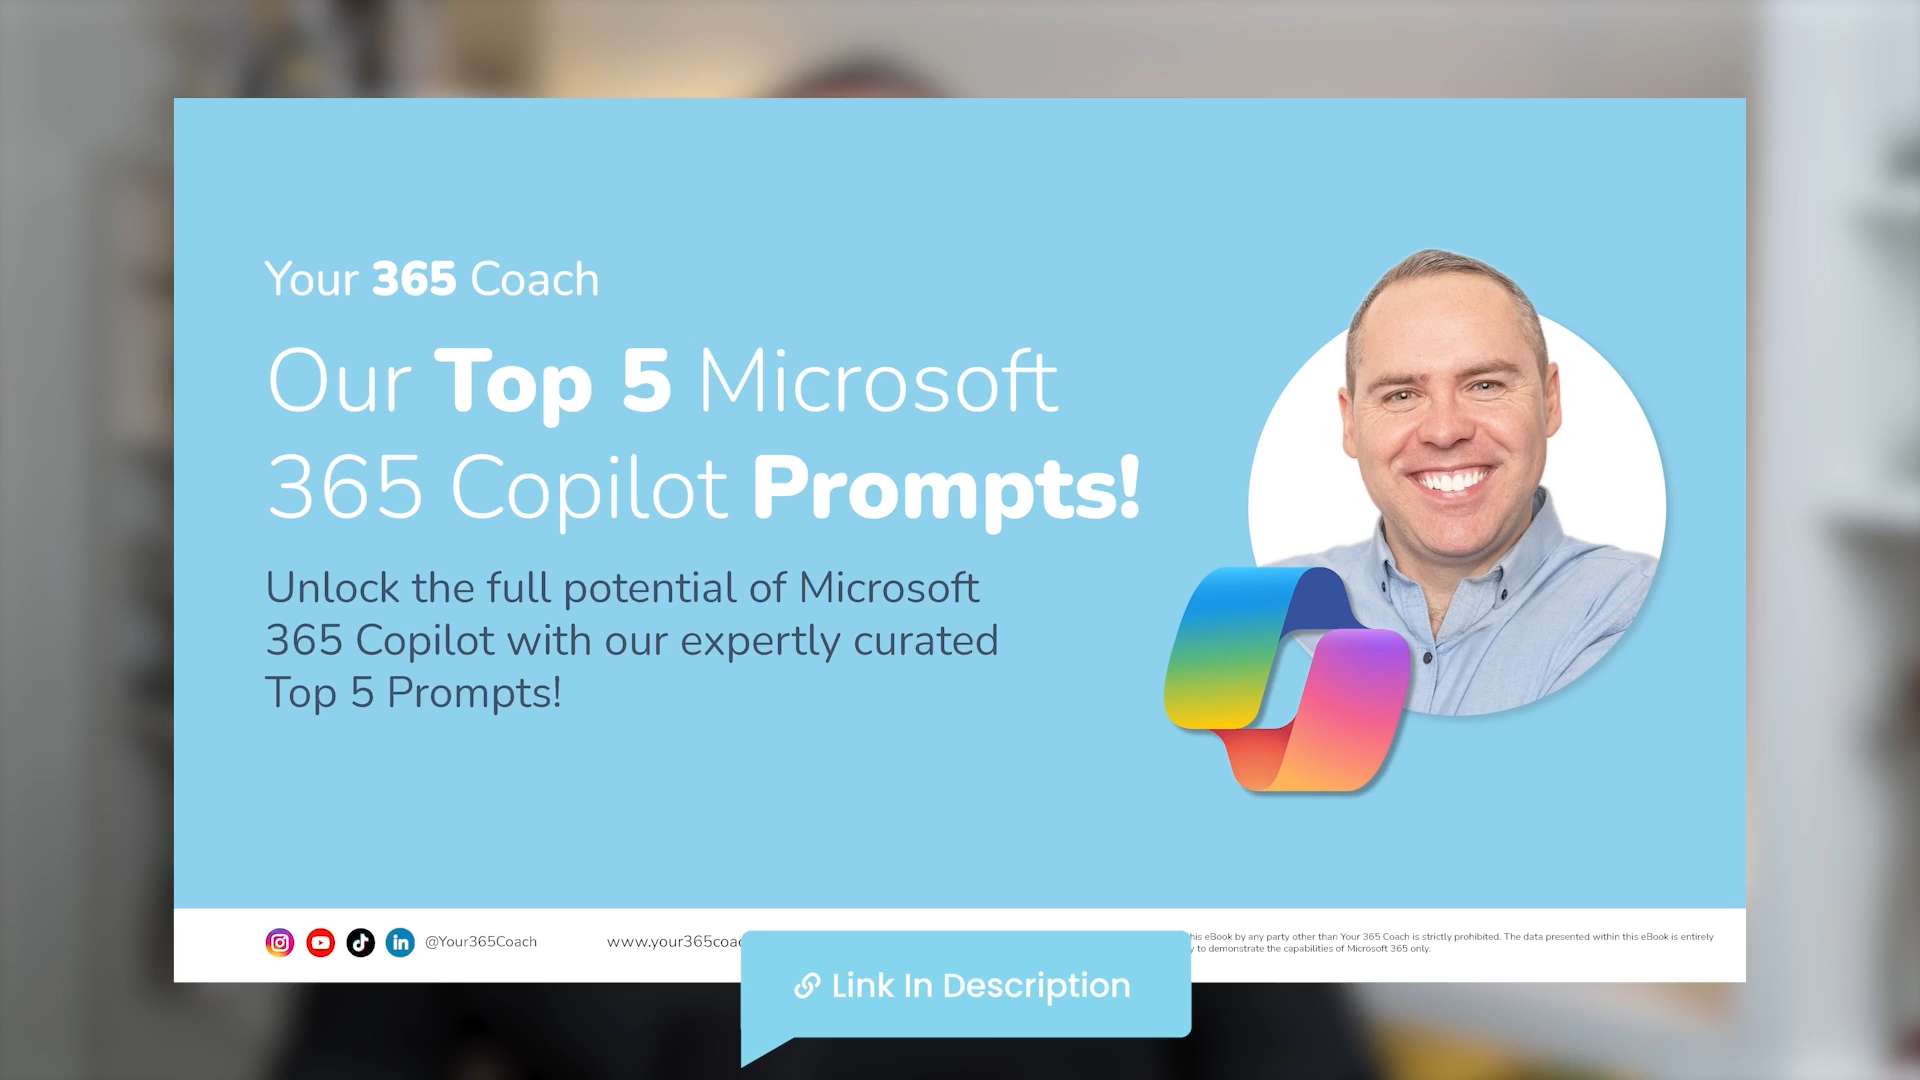 Your 365 Coach
Our Top 5 Microsoft
365 Copilot Prompts!
Unlock the full potential of Microsoft
365 Copilot with our expertly curated
Top 5 Prompts!
@Your365Coach
www.your365coac
his eBook by any party other than Your 365 Coach is strictly prohibited. The data presented within this eBook is entirely
to demonstrate the capabilities of Microsoft 365 only.
Link In Description